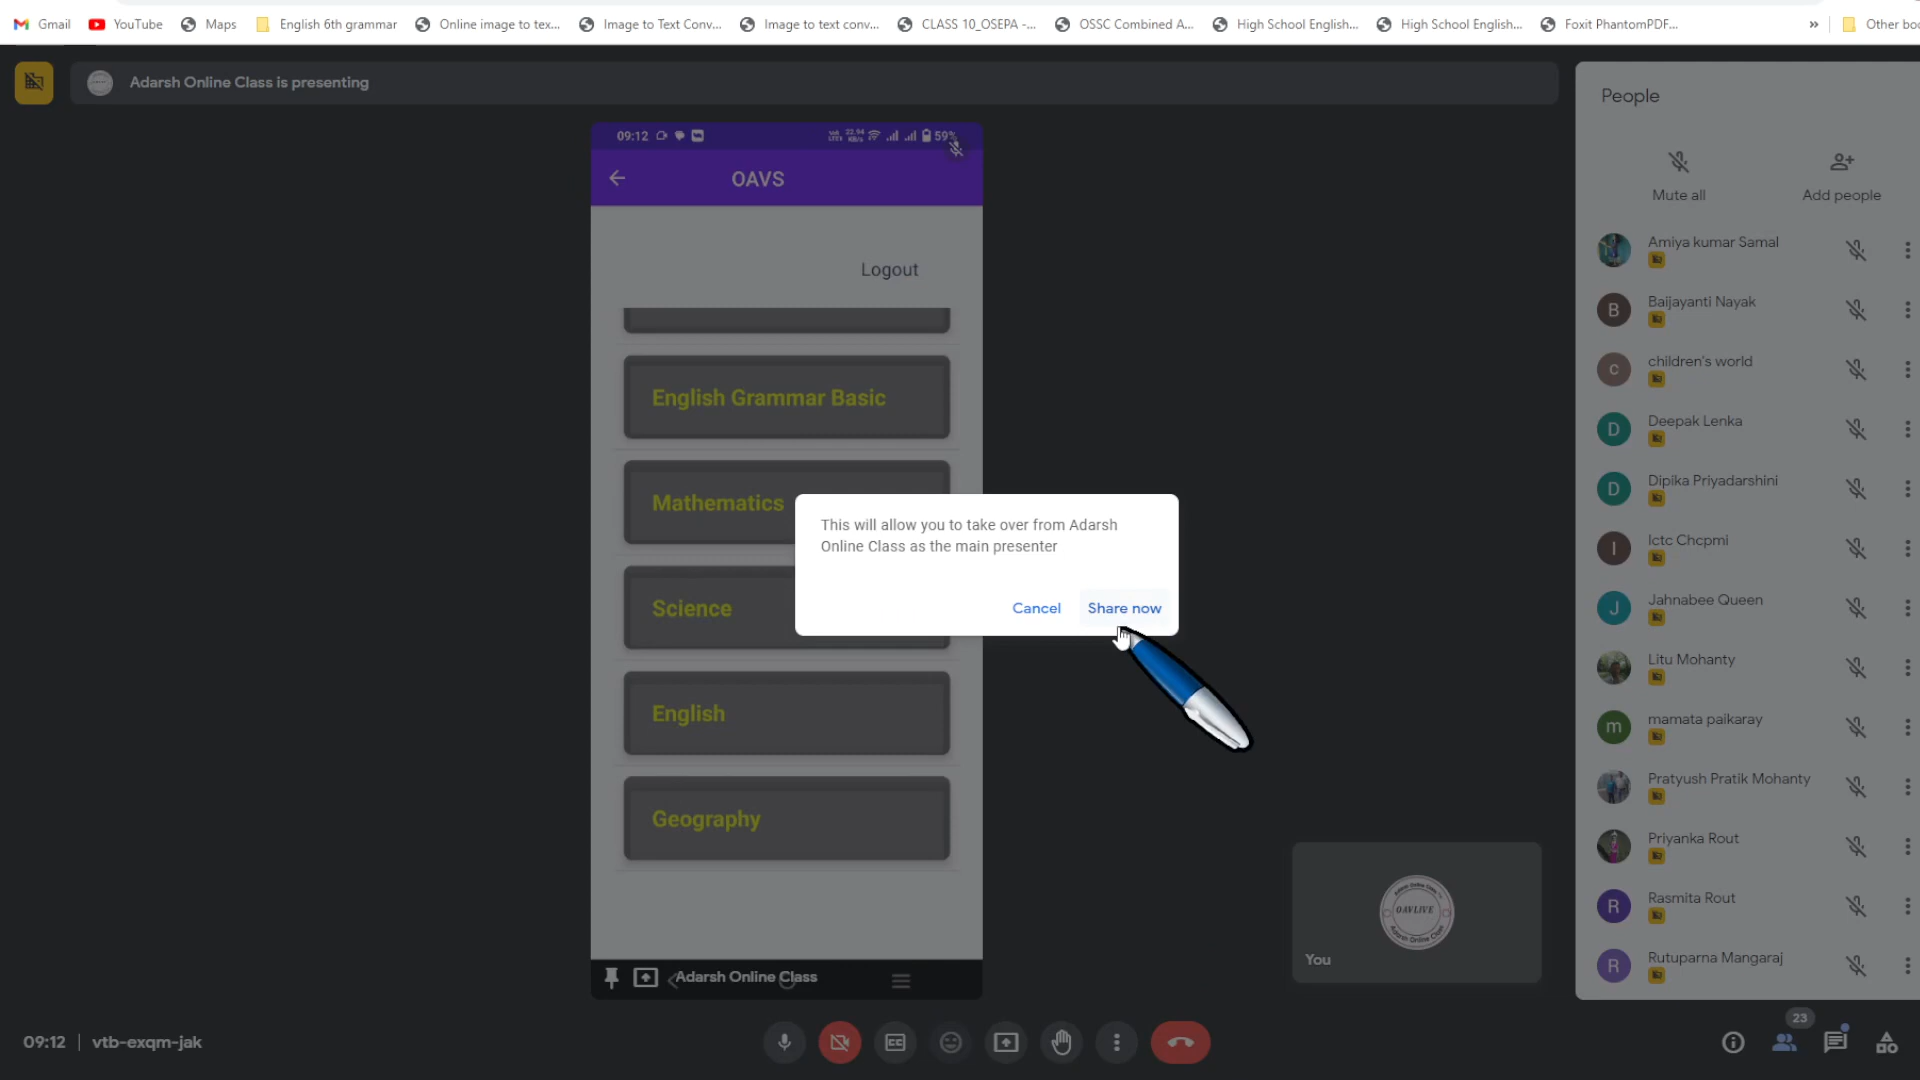 Gmail YouTube Maps English 6th grammar Online image to tex... Image to Text Conv... Image to text conv... CLASS 10_OSEPA -... OSSC Combined A... High School English... High School English... Foxit PhantomPDF... » Other boo
Adarsh Online Class is presenting
09:12 59%
OAVS
Logout
English Grammar Basic
Mathematics
Science
English
Geography
This will allow you to take over from Adarsh
Online Class as the main presenter
Cancel Share now
Adarsh Online Class
OAVLIVE
You
People
Mute all Add people
Amiya kumar Samal
B Baijayanti Nayak
c children's world
D Deepak Lenka
D Dipika Priyadarshini
I Ictc Chcpmi
J Jahnabee Queen
Litu Mohanty
m mamata paikaray
Pratyush Pratik Mohanty
Priyanka Rout
R Rasmita Rout
R Rutuparna Mangaraj
09:12 | vtb-exqm-jak
CC
23